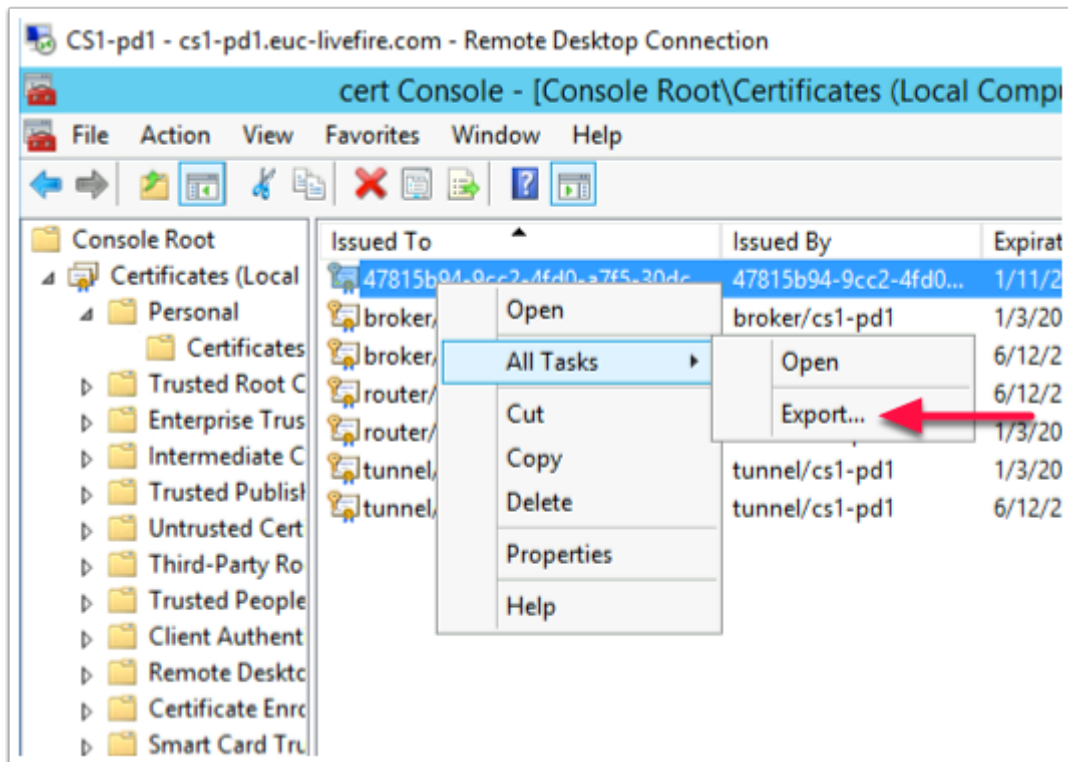 CS1-pd1 - cs1-pd1.euc-livefire.com - Remote Desktop Connection
cert Console - [Console Root\Certificates (Local Compu
File Action View Favorites Window Help
Console Root
Certificates (Local
Personal
Certificates
Trusted Root C
Enterprise Trus
Intermediate C
Trusted Publish
Untrusted Cert
Third-Party Ro
Trusted People
Client Authent
Remote Deskto
Certificate Enro
Smart Card Tru
Issued To Issued By Expirat
47815b94-9cc2-4fd0-a7f5-30dc... 47815b94-9cc2-4fd0... 1/11/2
broker/ broker/cs1-pd1 1/3/20
broker/ 6/12/2
router/ 6/12/2
router/ 1/3/20
tunnel/ tunnel/cs1-pd1 1/3/20
tunnel/ tunnel/cs1-pd1 6/12/2
Open
All Tasks
Cut
Copy
Delete
Properties
Help
Open
Export...